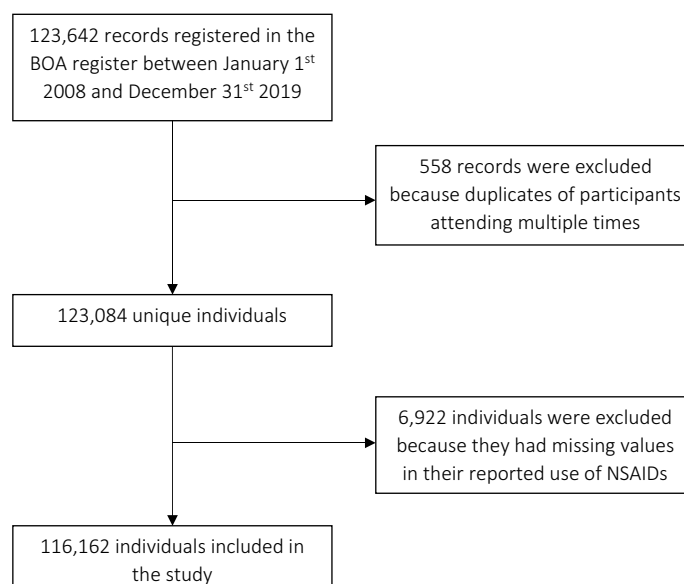 123,642 records registered in the
BOA register between January 1st
2008 and December 31st 2019
558 records were excluded
because duplicates of participants
attending multiple times
123,084 unique individuals
6,922 individuals were excluded
because they had missing values
in their reported use of NSAIDs
116,162 individuals included in
the study